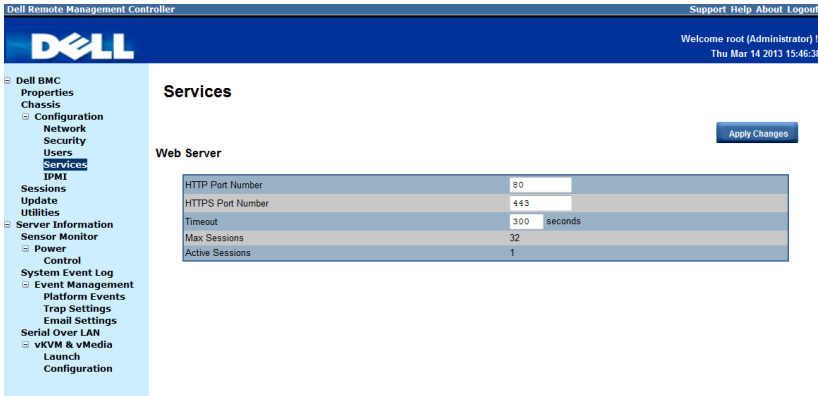 Dell Remote Management Controller
Support Help About Logout
DELL
Welcome root (Administrator) !
Thu Mar 14 2013 15:46:38
Dell BMC
Properties
Chassis
Configuration
Network
Security
Users
Services
IPMI
Sessions
Update
Utilities
Server Information
Sensor Monitor
Power
Control
System Event Log
Event Management
Platform Events
Trap Settings
Email Settings
Serial Over LAN
vKVM & vMedia
Launch
Configuration
Services
Apply Changes
Web Server
HTTP Port Number 80
HTTPS Port Number 443
Timeout 300 seconds
Max Sessions 32
Active Sessions 1